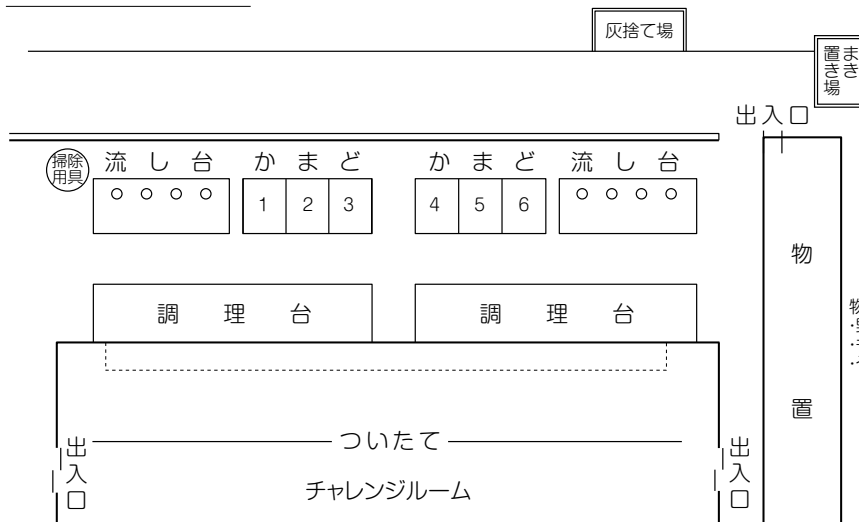 灰捨て場
まき
置き場
出入口
掃除
用具
流し台
かまど
かまど
流し台
1 2 3
4 5 6
物置
調理台
調理台
物
出入口
ついたて
出入口
チャレンジルーム